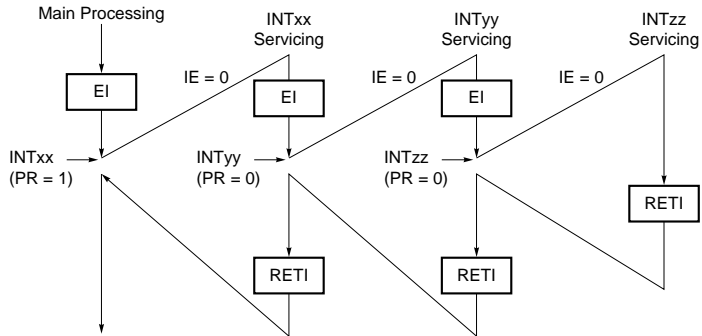 Main Processing
INTxx
Servicing
INTyy
Servicing
INTzz
Servicing
IE = 0
IE = 0
IE = 0
EI
EI
EI
INTxx
(PR = 1)
INTyy
(PR = 0)
INTzz
(PR = 0)
RETI
RETI
RETI